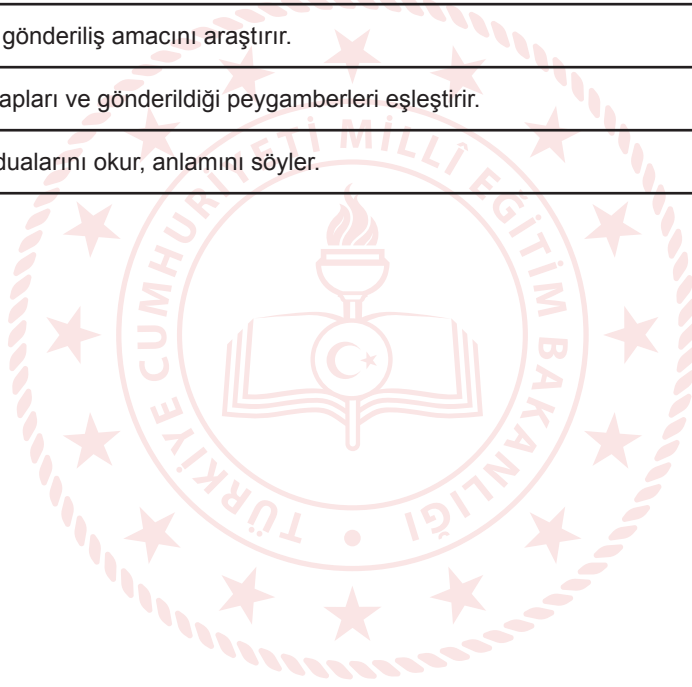 gönderiliş amacını araştırır.
apları ve gönderildiği peygamberleri eşleştirir.
dualarını okur, anlamını söyler.
TÜRKİYE CUMHURİYETİ MİLLÎ EĞİTİM BAKANLIĞI